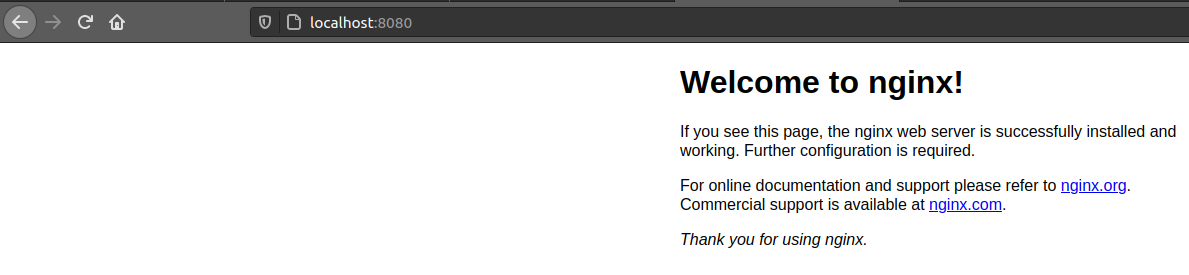 localhost:8080
Welcome to nginx!
If you see this page, the nginx web server is successfully installed and
working. Further configuration is required.
For online documentation and support please refer to nginx.org.
Commercial support is available at nginx.com.
Thank you for using nginx.